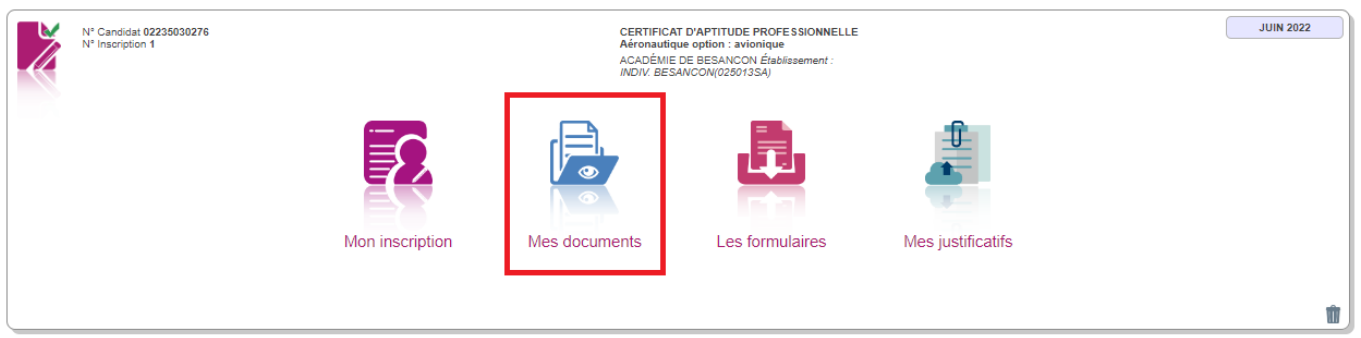 N° Candidat 02235030276
N° Inscription 1
CERTIFICAT D'APTITUDE PROFESSIONNELLE
Aéronautique option : avionique
ACADÉMIE DE BESANCON Établissement :
INDIV. BESANCON(025013SA)
JUIN 2022
Mon inscription
Mes documents
Les formulaires
Mes justificatifs